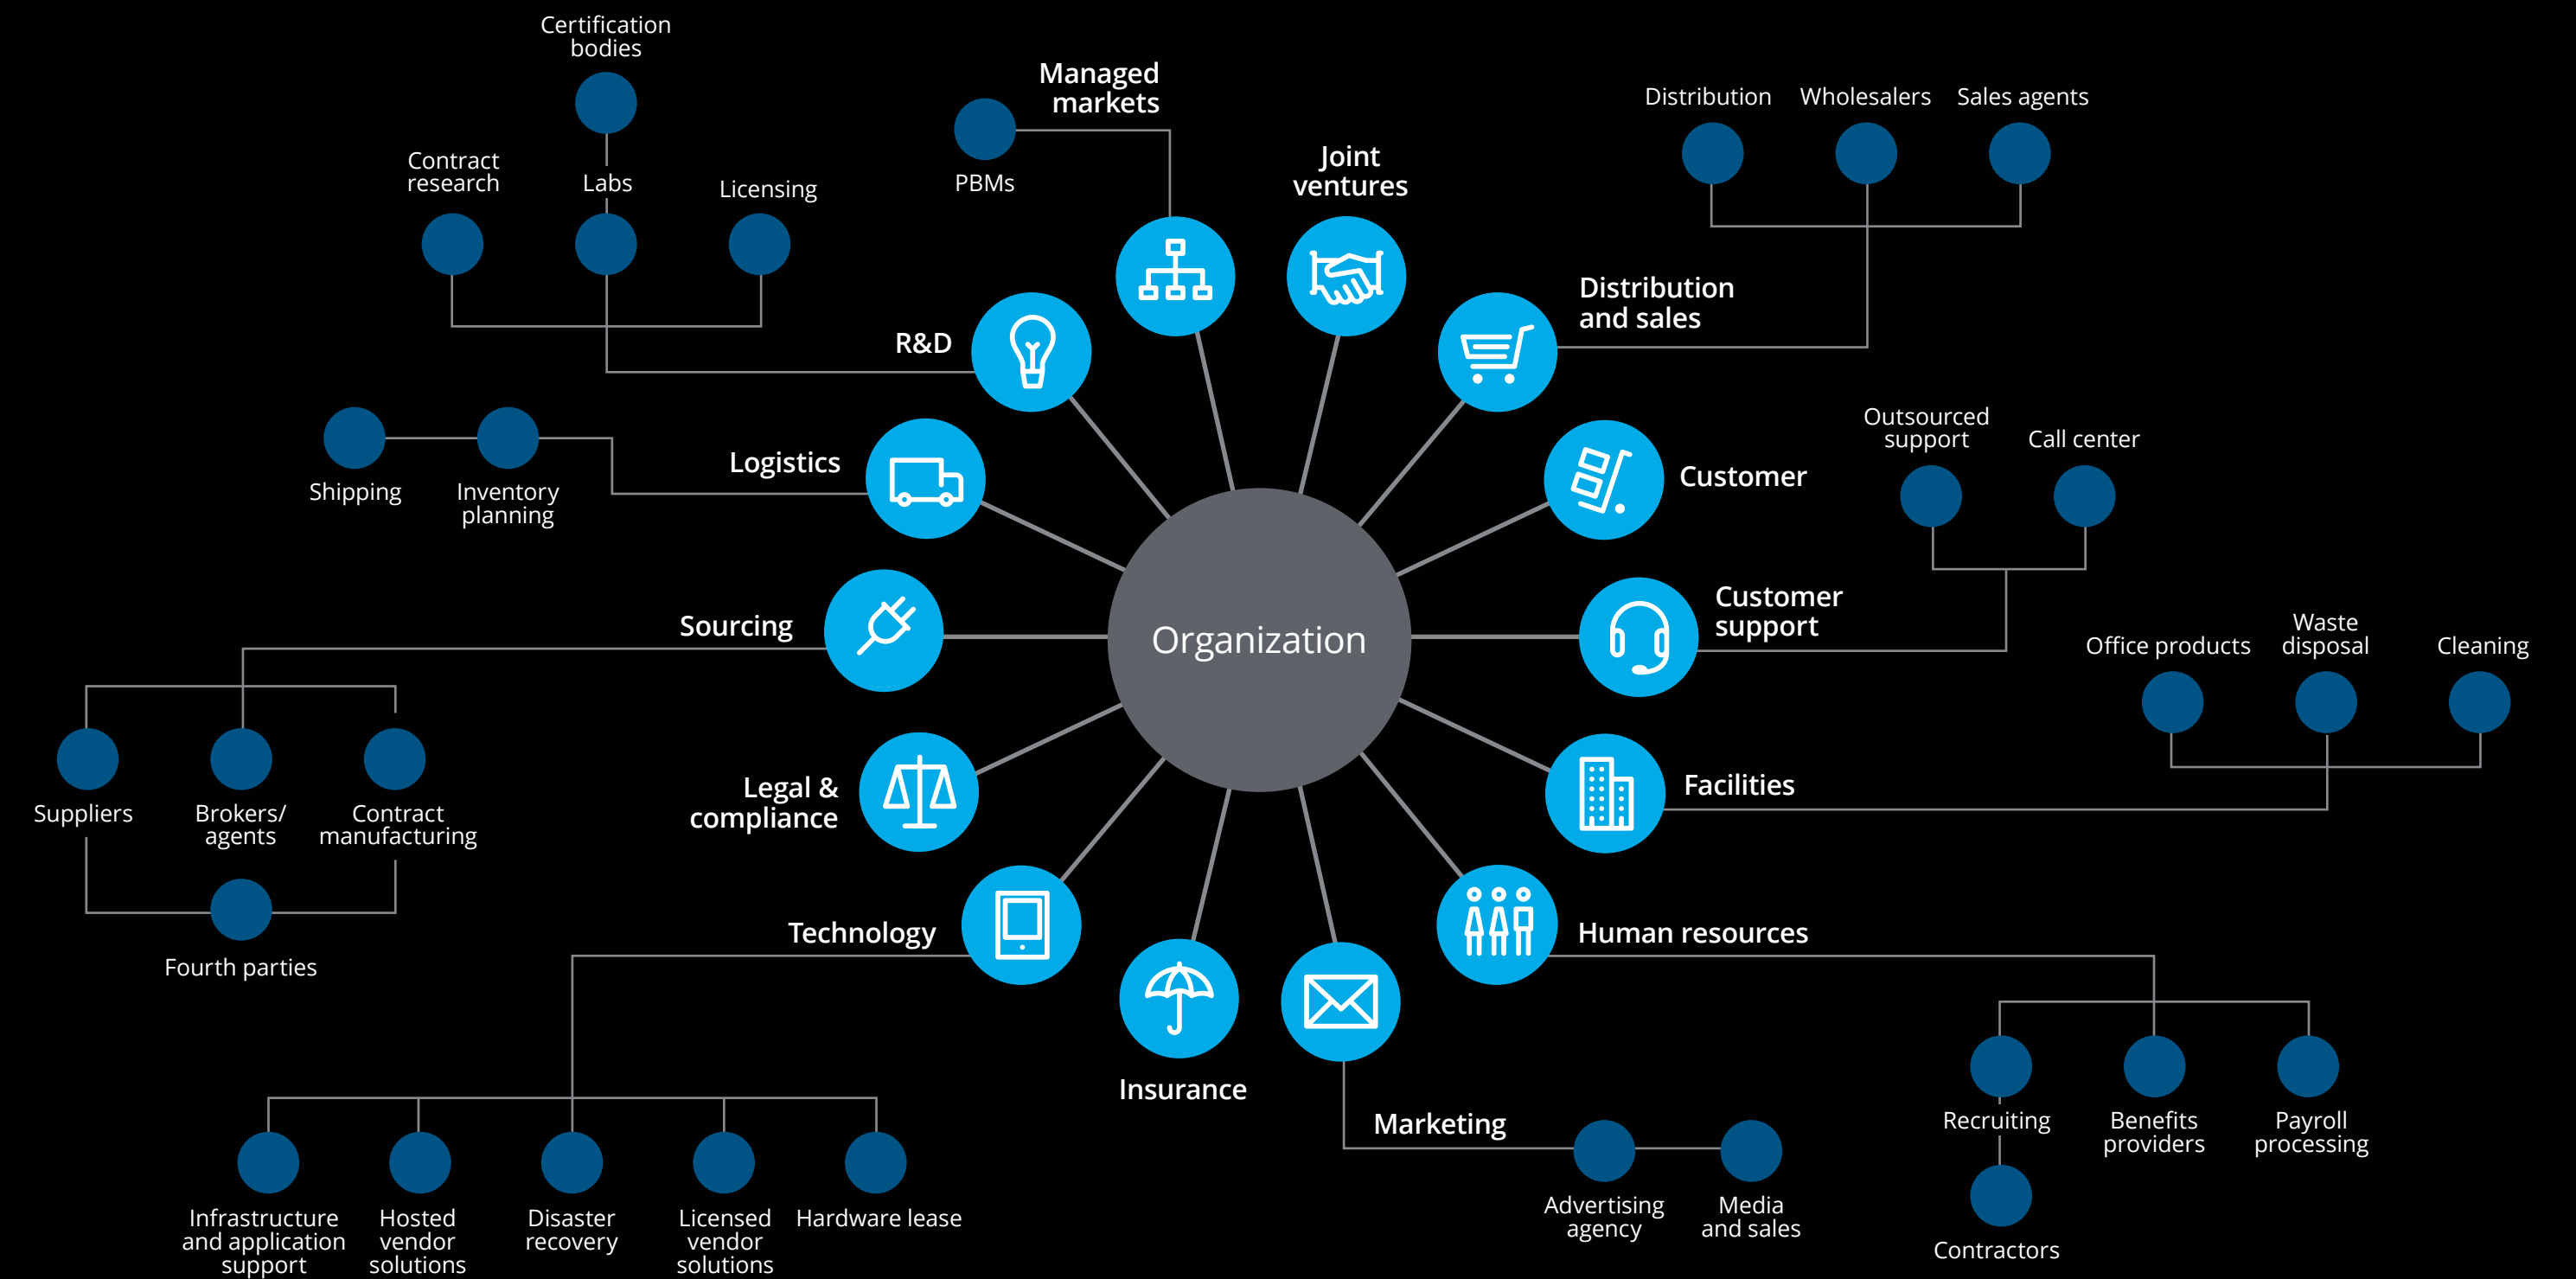 Certification
bodies
Contract
research
Labs
Licensing
R&D
Managed
markets
PBMs
Joint
ventures
Distribution
Wholesalers
Sales agents
Distribution
and sales
Shipping
Inventory
planning
Logistics
Customer
Outsourced
support
Call center
Customer
support
Organization
Sourcing
Suppliers
Brokers/
agents
Contract
manufacturing
Fourth parties
Office products
Waste
disposal
Cleaning
Facilities
Legal &
compliance
Technology
Infrastructure
and application
support
Hosted
vendor
solutions
Disaster
recovery
Licensed
vendor
solutions
Hardware lease
Insurance
Marketing
Advertising
agency
Media
and sales
Human resources
Recruiting
Benefits
providers
Payroll
processing
Contractors